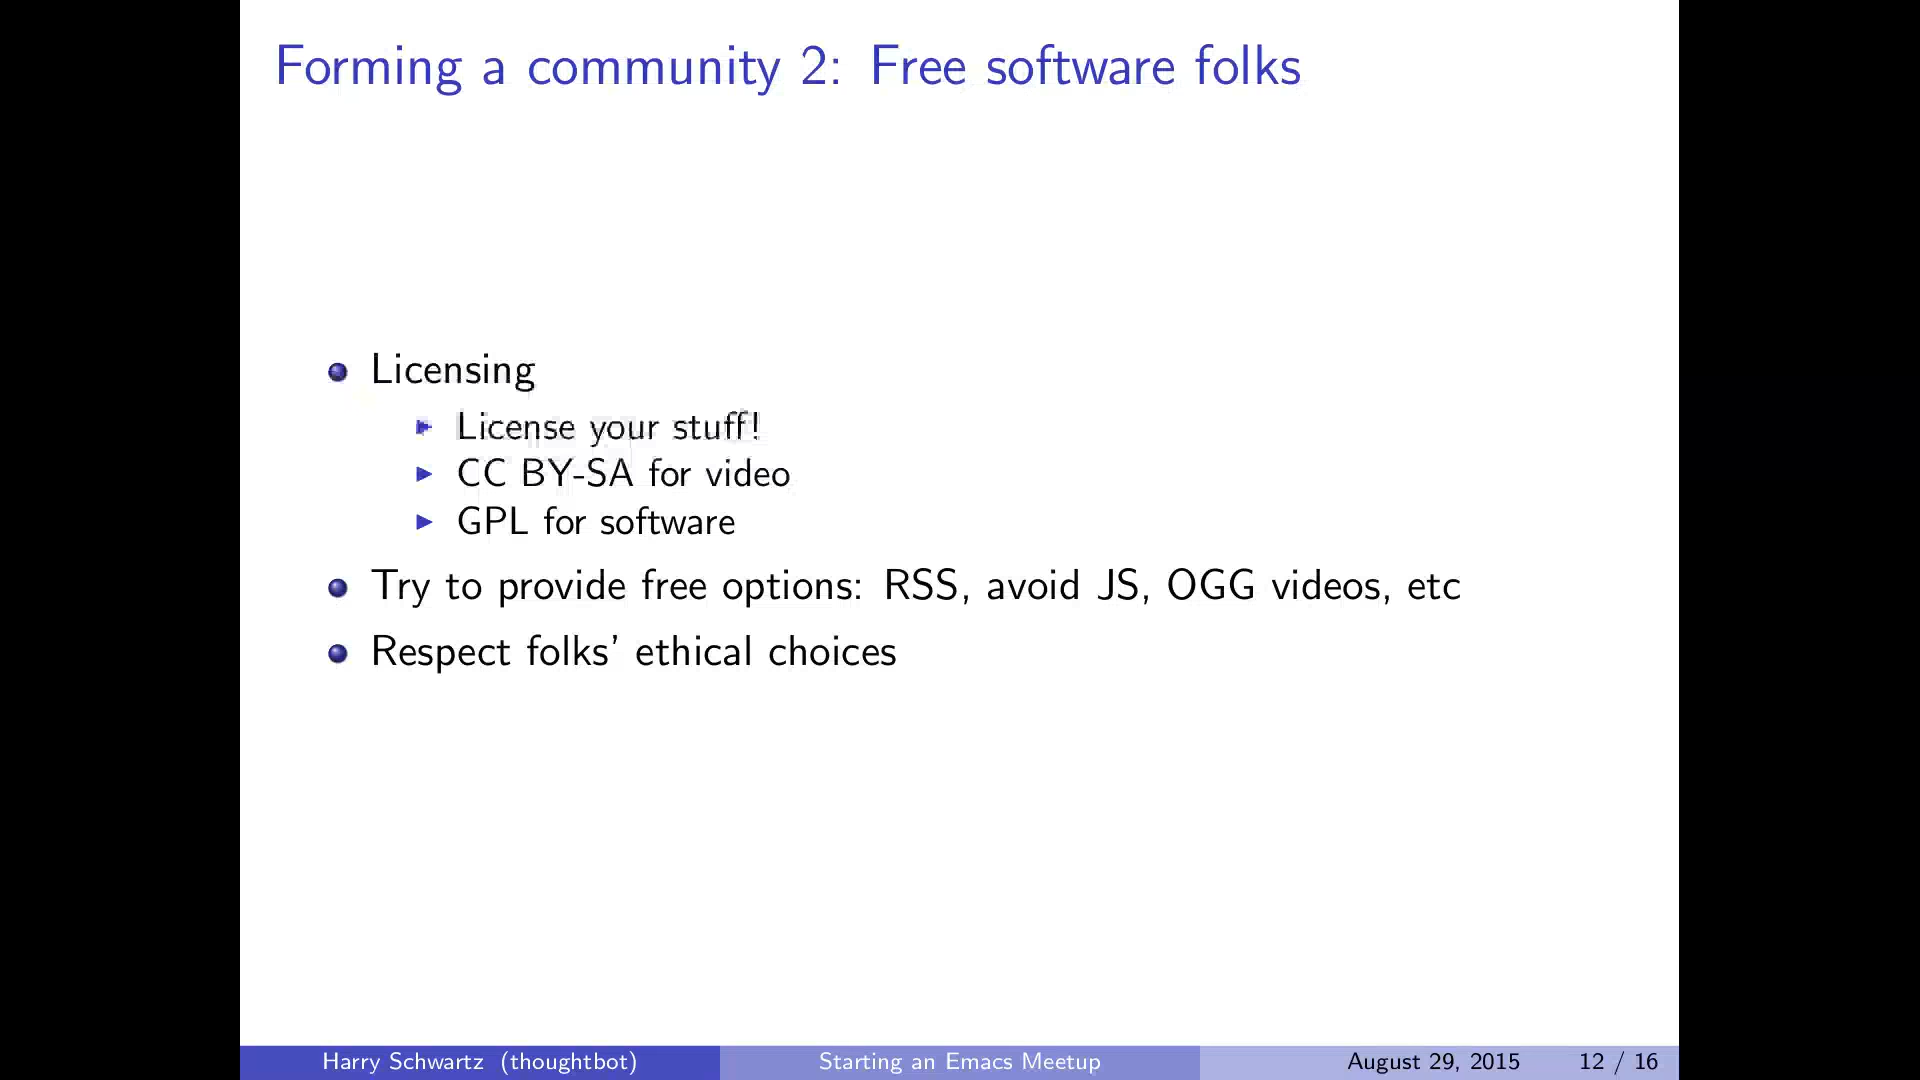 Forming a community 2: Free software folks
Licensing
License your stuff!
CC BY-SA for video
GPL for software
Try to provide free options: RSS, avoid JS, OGG videos, etc
Respect folks' ethical choices
Harry Schwartz (thoughtbot) Starting an Emacs Meetup August 29, 2015 12 / 16